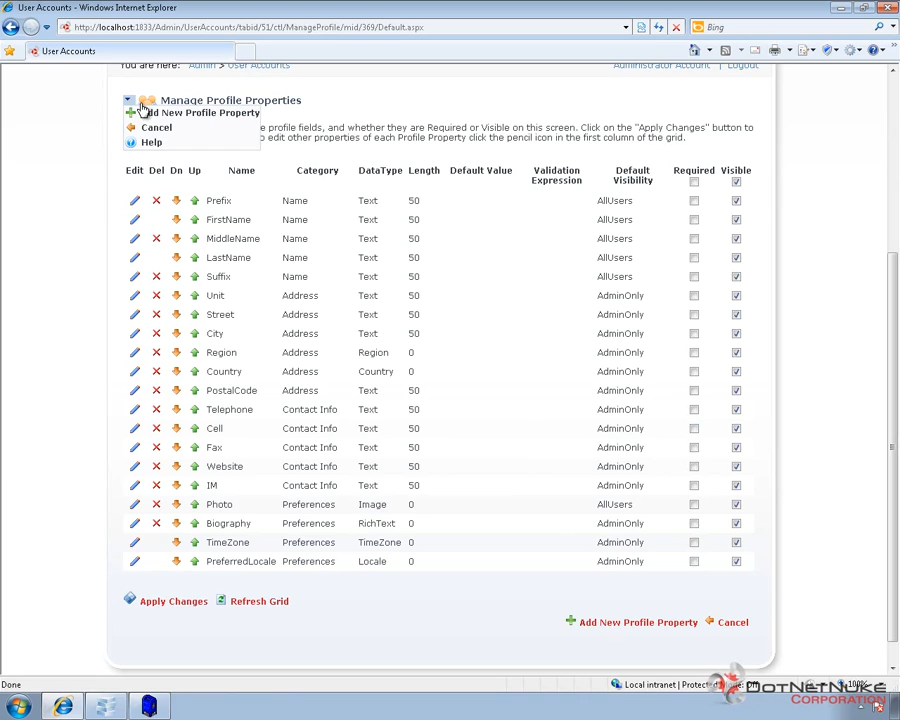 User Accounts - Windows Internet Explorer
http://localhost:1833/Admin/UserAccounts/tabid/51/ctl/ManageProfile/mid/369/Default.aspx
Bing
User Accounts
You are here: Admin > User Accounts
Administrator Account | Logout
Manage Profile Properties
dd New Profile Property
Cancel
Help
e profile fields, and whether they are Required or Visible on this screen. Click on the "Apply Changes" button to
o edit other properties of each Profile Property click the pencil icon in the first column of the grid.
Edit Del Dn Up Name Category DataType Length Default Value Validation Expression Default Visibility Required Visible
Prefix Name Text 50 AllUsers
FirstName Name Text 50 AllUsers
MiddleName Name Text 50 AllUsers
LastName Name Text 50 AllUsers
Suffix Name Text 50 AllUsers
Unit Address Text 50 AdminOnly
Street Address Text 50 AdminOnly
City Address Text 50 AdminOnly
Region Address Region 0 AdminOnly
Country Address Country 0 AdminOnly
PostalCode Address Text 50 AdminOnly
Telephone Contact Info Text 50 AdminOnly
Cell Contact Info Text 50 AdminOnly
Fax Contact Info Text 50 AdminOnly
Website Contact Info Text 50 AdminOnly
IM Contact Info Text 50 AdminOnly
Photo Preferences Image 0 AllUsers
Biography Preferences RichText 0 AdminOnly
TimeZone Preferences TimeZone 0 AdminOnly
PreferredLocale Preferences Locale 0 AdminOnly
Apply Changes Refresh Grid
Add New Profile Property Cancel
Done
Local intranet | Protected Mode: Off
100%
DotNetNuke
CORPORATION